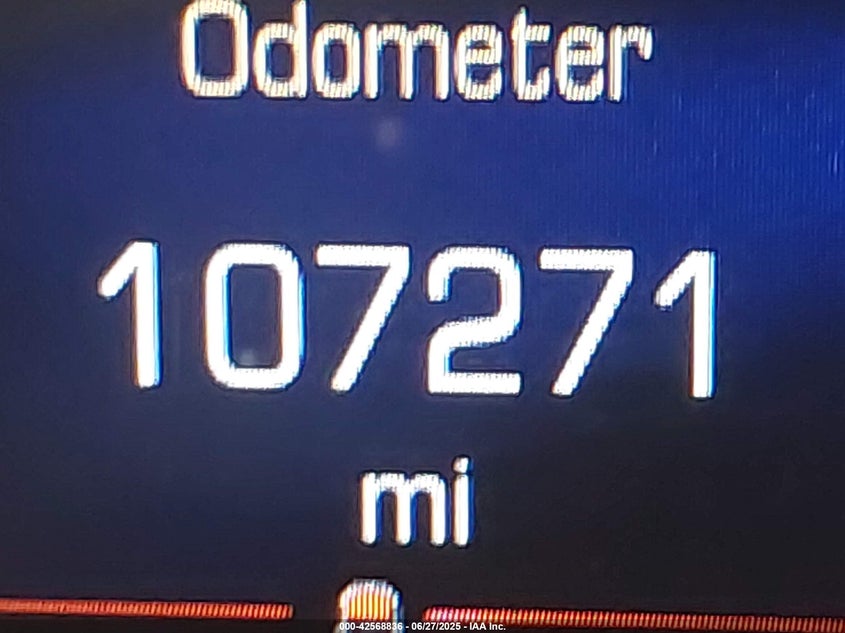 Odometer
107271
mi
000-42568836 - 06/27/2025 - IAA Inc.